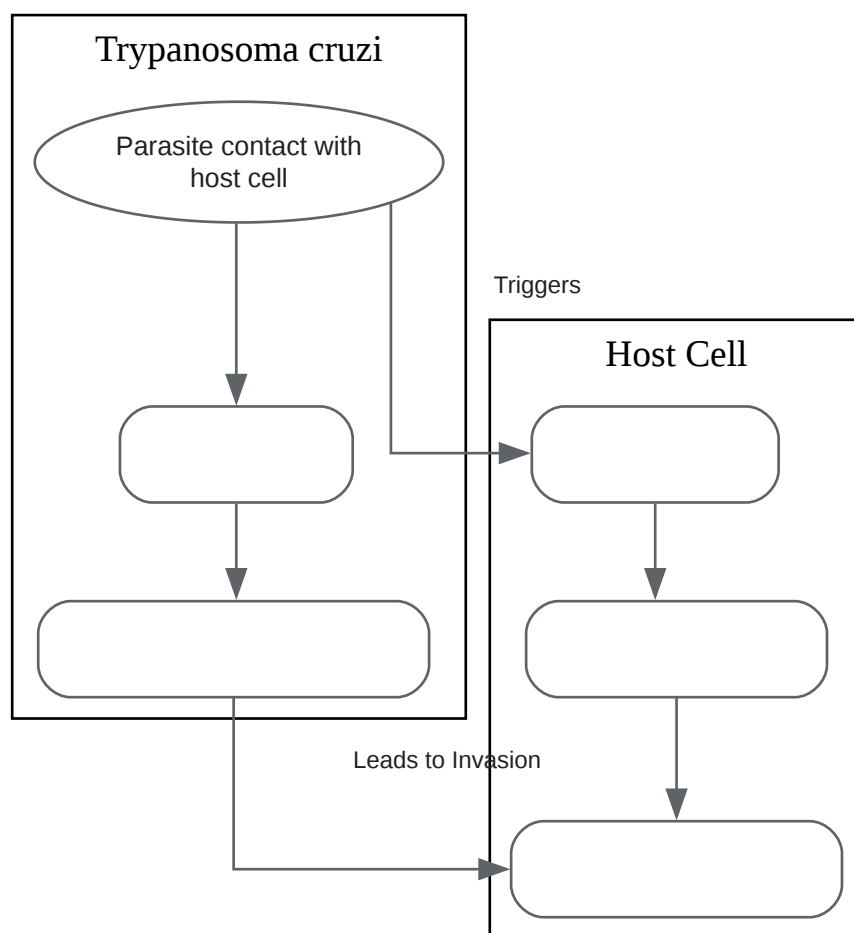 Trypanosoma cruzi
Parasite contact with
host cell
Triggers
Host Cell
Leads to Invasion